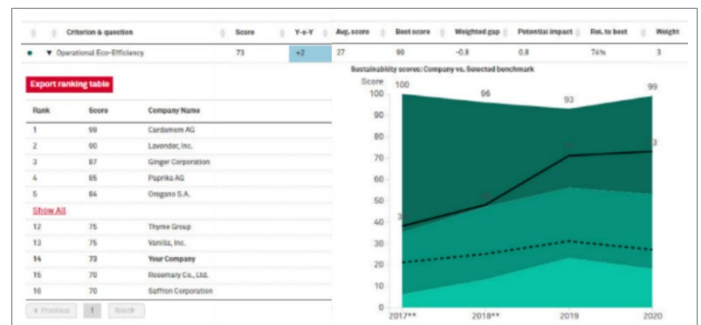 Criterion & question Score Y-o-Y Avg. score Best score Weighted gap Potential impact Rel. to best Weight
Operational Eco-Efficiency 73 +2 27 99 -0.8 0.8 74% 3
Export ranking table
Rank Score Company Name
1 99 Cardamom AG
2 90 Lavender, Inc.
3 87 Ginger Corporation
4 85 Paprika AG
5 84 Oregano S.A.
Show All
12 75 Thyme Group
13 75 Vanilla, Inc.
14 73 Your Company
15 70 Rosemary Co., Ltd.
16 70 Saffron Corporation
Previous 1 Next
Sustainability scores: Company vs. Selected benchmark
Score
100 96 93 99
100
90
80
70
60
50
40
30
20
10
0
3
3
2017** 2018** 2019 2020